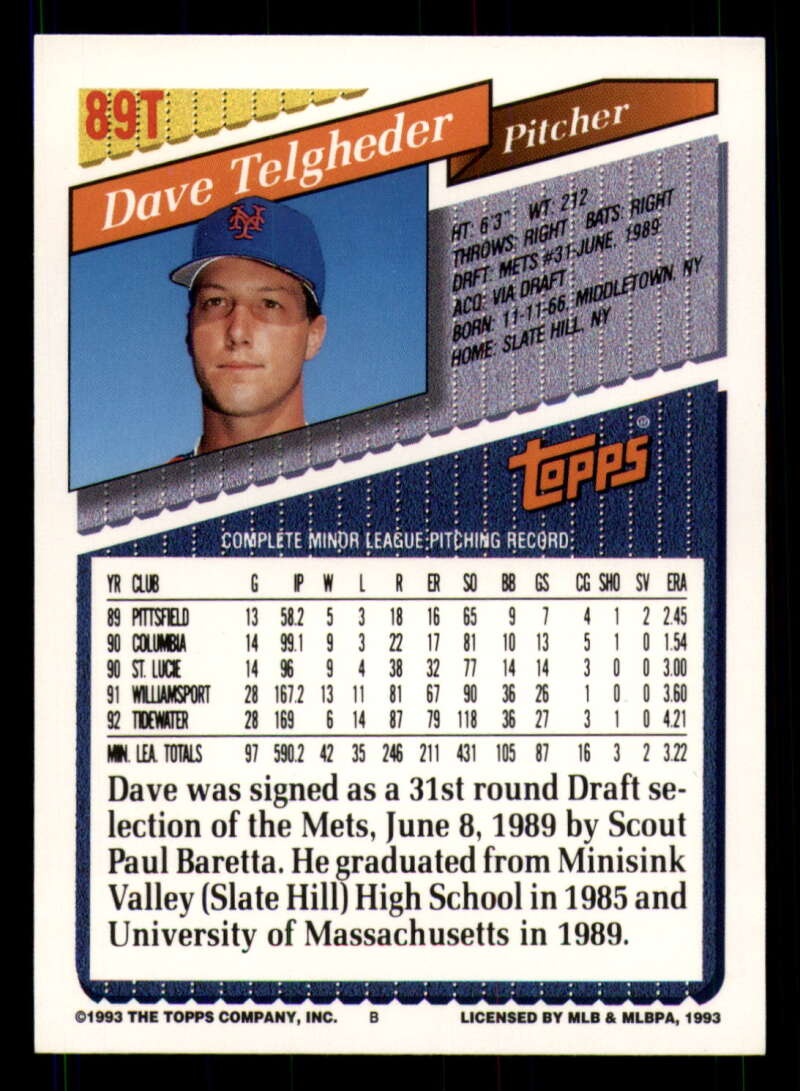 89T
Dave Telgheder
Pitcher
NY
HT: 6'3" WT: 212
THROWS: RIGHT BATS: RIGHT
DRFT: METS #31-JUNE, 1989
ACQ: VIA DRAFT
BORN: 11-11-66, MIDDLETOWN, NY
HOME: SLATE HILL, NY
topps®
COMPLETE MINOR LEAGUE PITCHING RECORD
YR CLUB G IP W L R ER SO BB GS CG SHO SV ERA
89 PITTSFIELD 13 58.2 5 3 18 16 65 9 7 4 1 2 2.45
90 COLUMBIA 14 99.1 9 3 22 17 81 10 13 5 1 0 1.54
90 ST. LUCIE 14 96 9 4 38 32 77 14 14 3 0 0 3.00
91 WILLIAMSPORT 28 167.2 13 11 81 67 90 36 26 1 0 0 3.60
92 TIDEWATER 28 169 6 14 87 79 118 36 27 3 1 0 4.21
MIN. LEA. TOTALS 97 590.2 42 35 246 211 431 105 87 16 3 2 3.22
Dave was signed as a 31st round Draft se-
lection of the Mets, June 8, 1989 by Scout
Paul Baretta. He graduated from Minisink
Valley (Slate Hill) High School in 1985 and
University of Massachusetts in 1989.
©1993 THE TOPPS COMPANY, INC. B LICENSED BY MLB & MLBPA, 1993